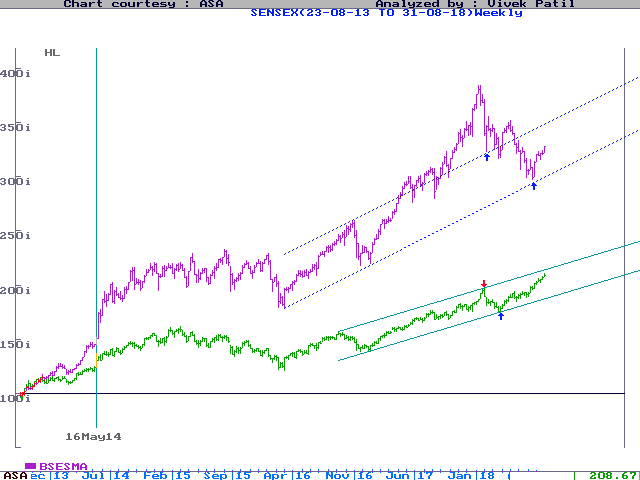 Chart courtesy : ASA Analyzed by : Vivek Patil
SENSEX(23-08-13 TO 31-08-18)Weekly
HL
400i
350i
300i
250i
200i
150i
100i
16May14
BSESMA
ASA ec|13 Jul|14 Feb|15 Sep|15 Apr|16 Nov|16 Jun|17 Jan|18 ( 208.67